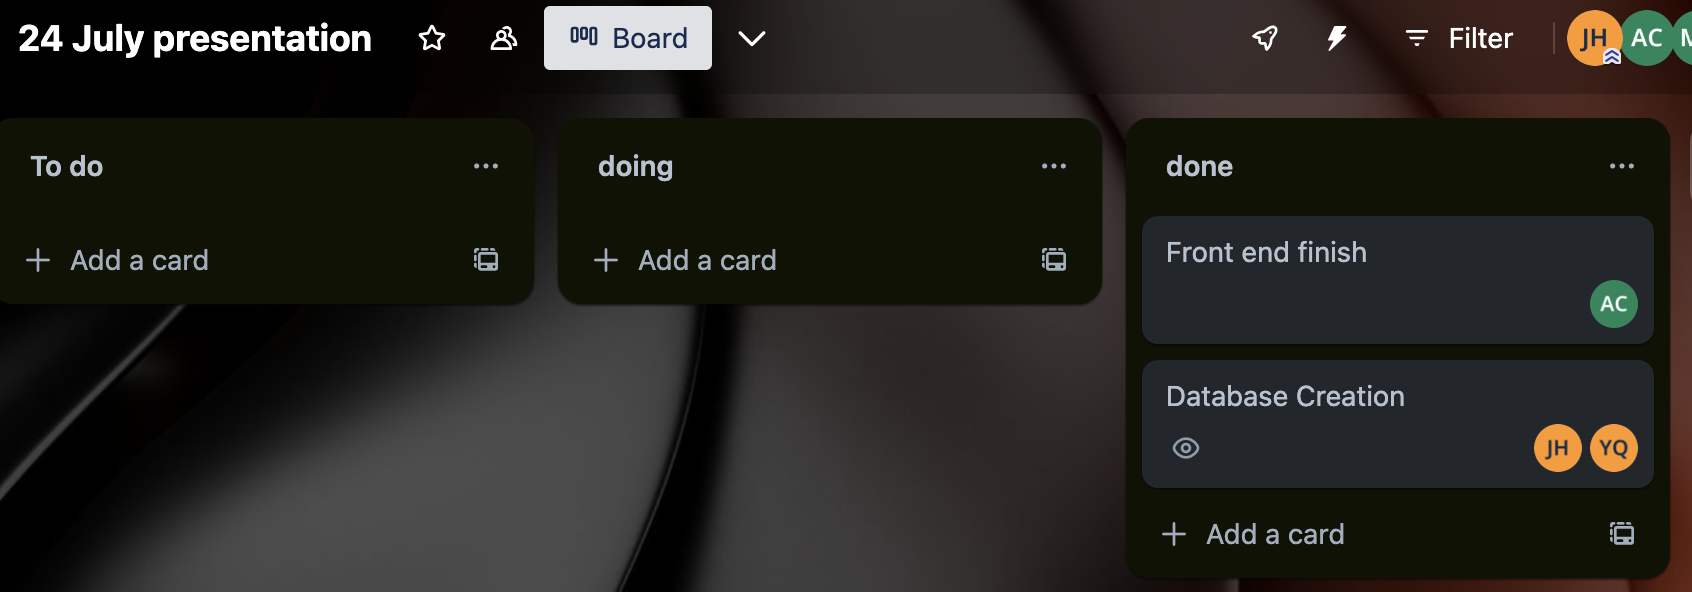 24 July presentation
Board
Filter
JH
AC
To do
Add a card
doing
Add a card
done
Front end finish
AC
Database Creation
JH
YQ
Add a card